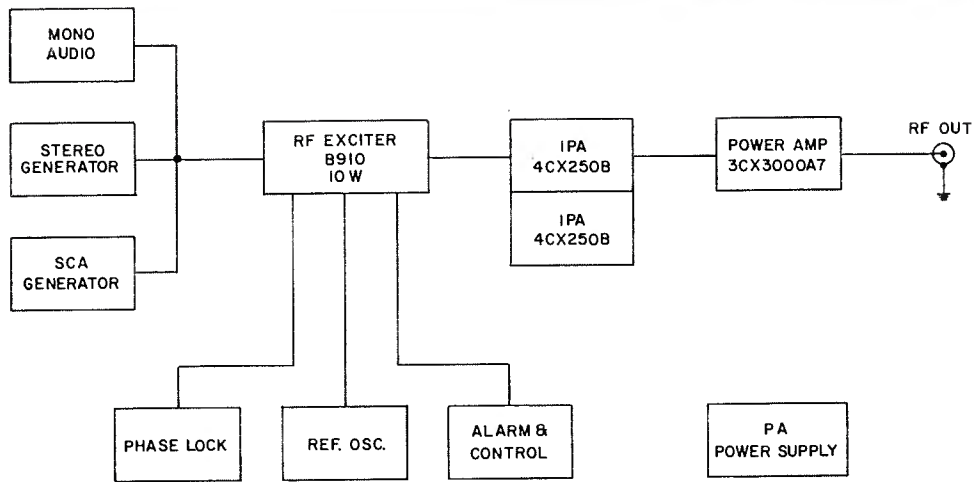 MONO
AUDIO
STEREO
GENERATOR
SCA
GENERATOR
RF EXCITER
B910
10W
IPA
4CX250B
IPA
4CX250B
POWER AMP
3CX3000A7
RF OUT
PHASE LOCK
REF. OSC.
ALARM &
CONTROL
PA
POWER SUPPLY